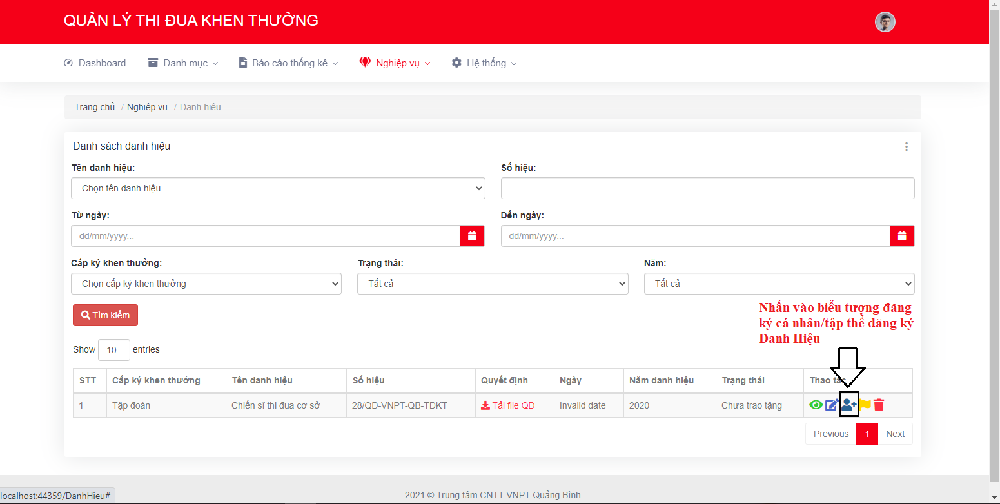 QUẢN LÝ THI ĐUA KHEN THƯỞNG
Dashboard Danh mục Báo cáo thống kê Nghiệp vụ Hệ thống
Trang chủ / Nghiệp vụ / Danh hiệu
Danh sách danh hiệu
Tên danh hiệu: Số hiệu:
Chọn tên danh hiệu
Từ ngày: Đến ngày:
dd/mm/yyyy... dd/mm/yyyy...
Cấp ký khen thưởng: Trạng thái: Năm:
Chọn cấp ký khen thưởng Tất cả Tất cả
Tìm kiếm
Nhấn vào biểu tượng đăng
ký cá nhân/tập thể đăng ký
Danh Hiệu
Show 10 entries
STT Cấp ký khen thưởng Tên danh hiệu Số hiệu Quyết định Ngày Năm danh hiệu Trạng thái Thao tác
1 Tập đoàn Chiến sĩ thi đua cơ sở 28/QĐ-VNPT-QB-TĐKT Tải file QĐ Invalid date 2020 Chưa trao tặng
Previous 1 Next
localhost:44359/DanhHieu# 2021 © Trung tâm CNTT VNPT Quảng Bình